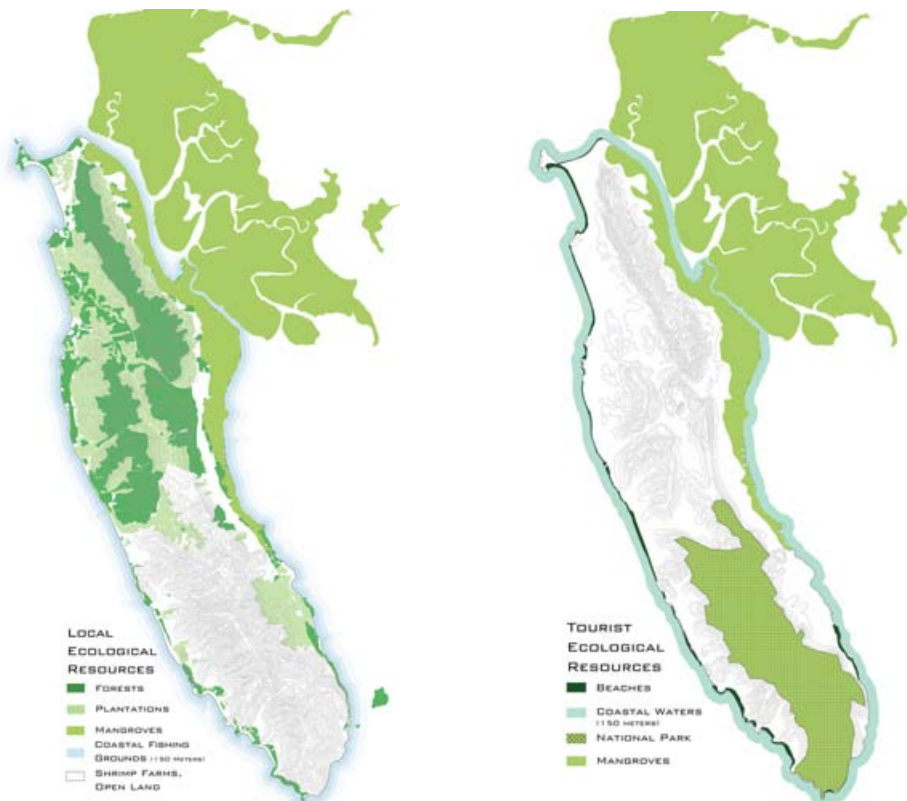 LOCAL
ECOLOGICAL
RESOURCES
FORESTS
PLANTATIONS
MANGROVES
COASTAL FISHING
GROUNDS (150 METERS)
SHRIMP FARMS,
OPEN LAND
TOURIST
ECOLOGICAL
RESOURCES
BEACHES
COASTAL WATERS
(150 METERS)
NATIONAL PARK
MANGROVES